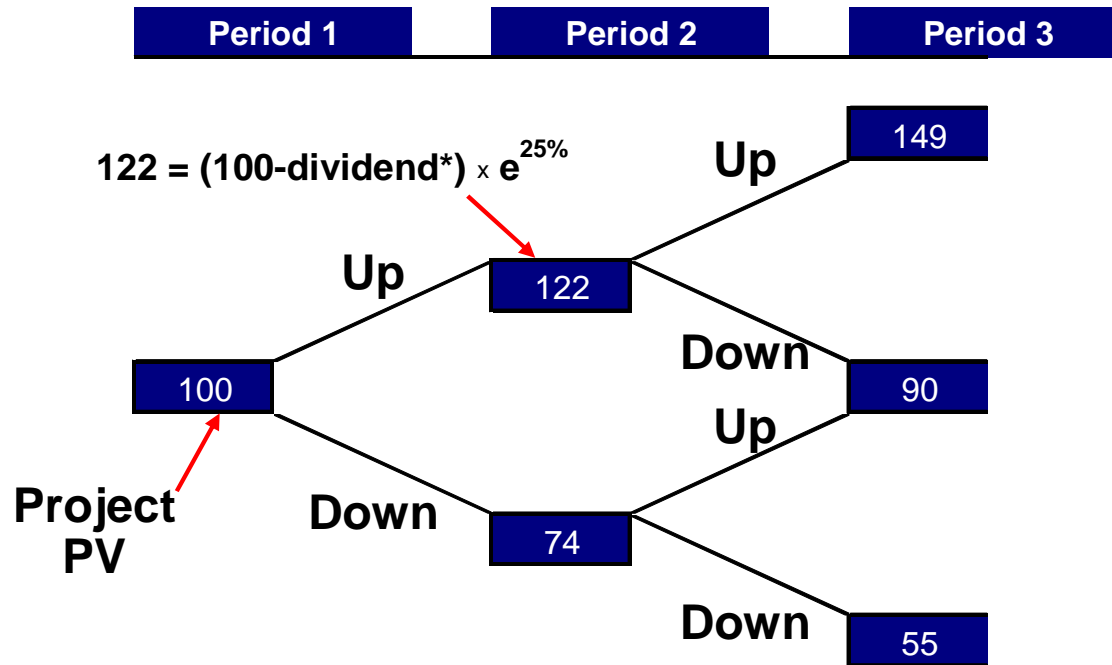 Period 1 Period 2 Period 3
149
122 = (100-dividend*) x e^25%
Up
Up
122
Down
100
90
Up
Project
PV
Down
74
Down
55